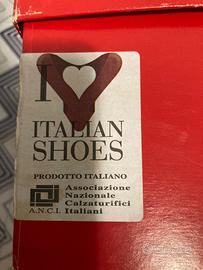 I
ITALIAN
SHOES
PRODOTTO ITALIANO
Associazione
Nazionale
Calzaturifici
A.N.C.I. Italiani